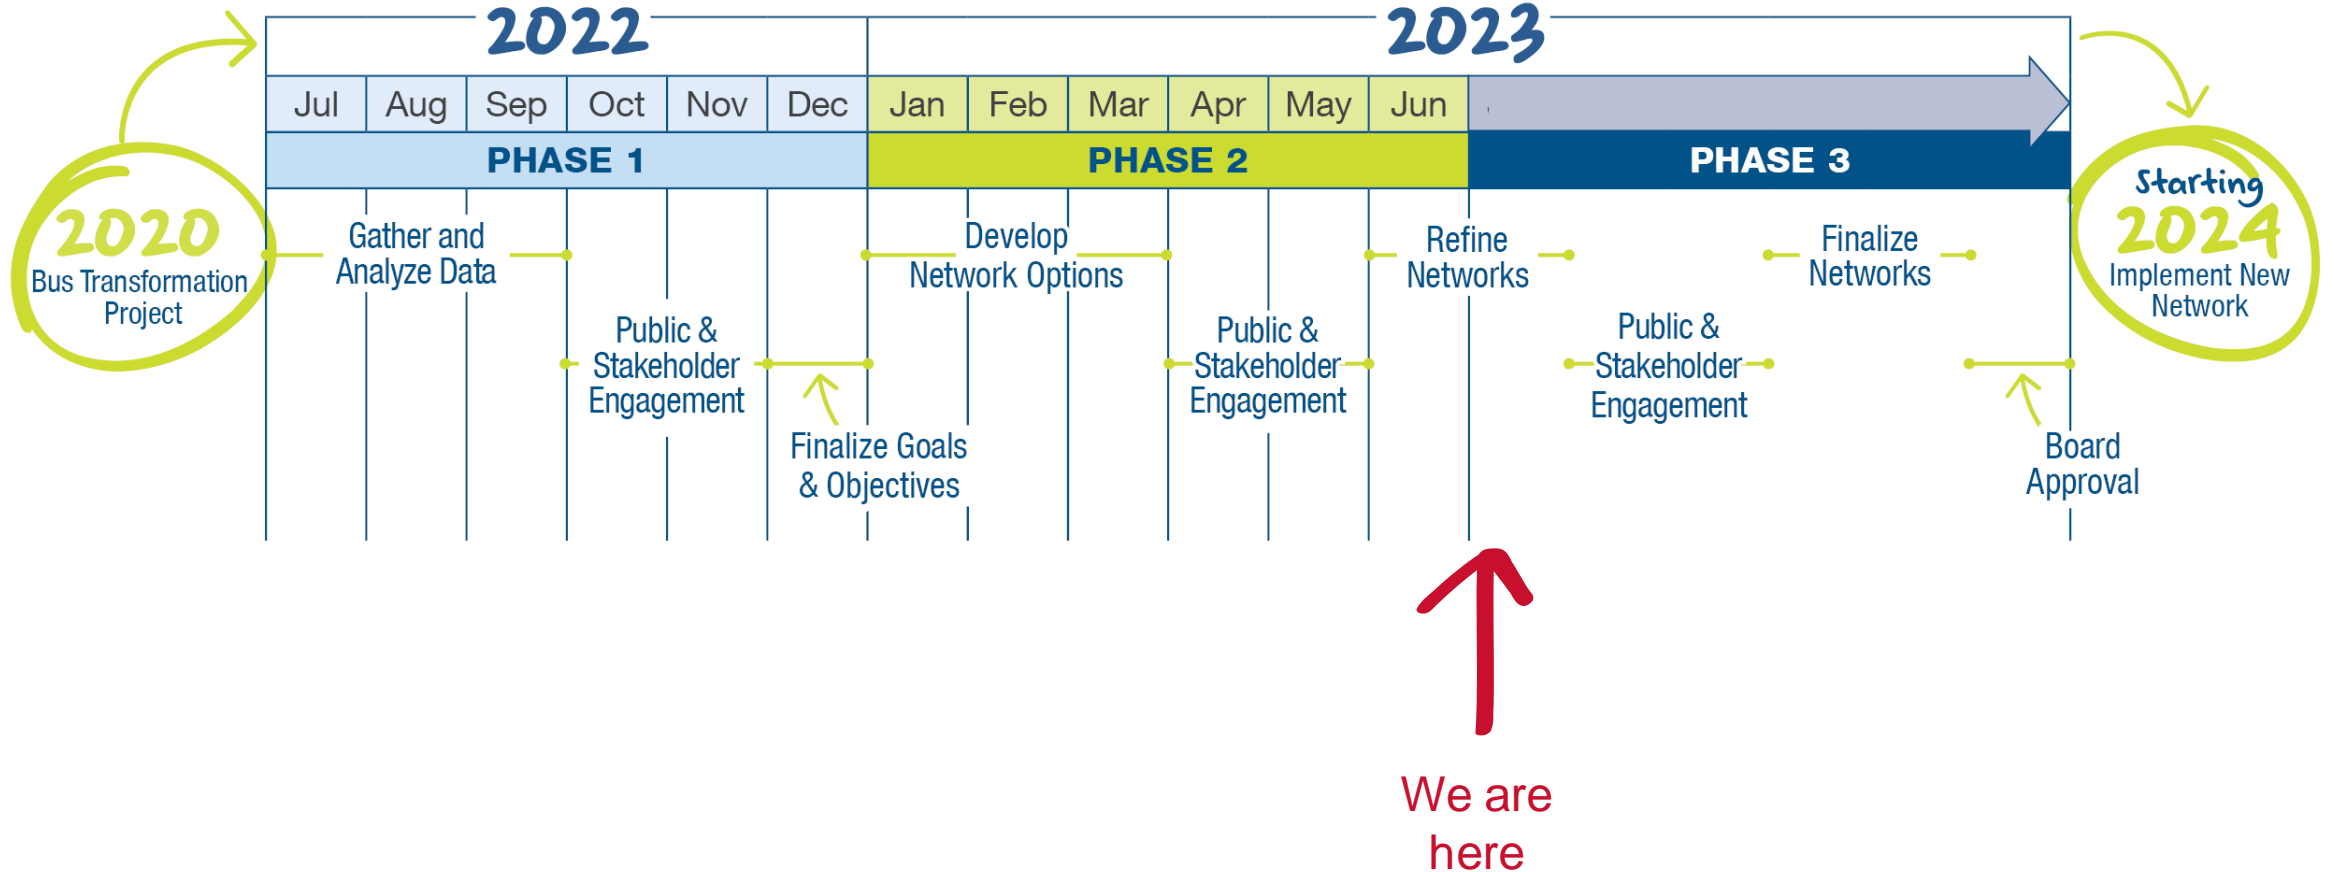 2022
2023
Jul Aug Sep Oct Nov Dec Jan Feb Mar Apr May Jun
PHASE 1
PHASE 2
PHASE 3
2020
Bus Transformation
Project
Gather and
Analyze Data
Public &
Stakeholder
Engagement
Finalize Goals
& Objectives
Develop
Network Options
Public &
Stakeholder
Engagement
Refine
Networks
Public &
Stakeholder
Engagement
Finalize
Networks
Board
Approval
Starting
2024
Implement New
Network
We are
here